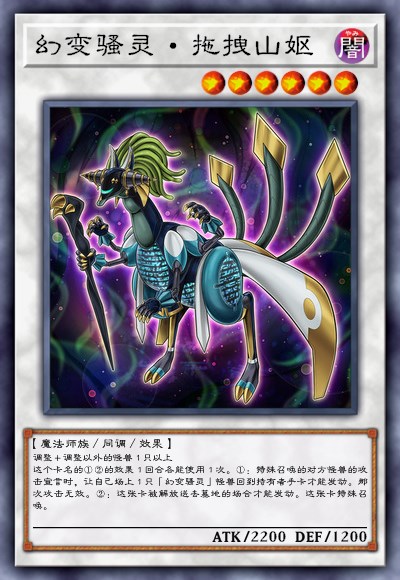 幻变骚灵·拖拽山妪
闇
やみ
【魔法师族/同调/效果】
调整+调整以外的怪兽1只以上
这个卡名的①②的效果1回合各能使用1次。①：特殊召唤的对方怪兽的攻
击宣言时，让自己场上1只「幻变骚灵」怪兽回到持有者手卡才能发动。那
次攻击无效。②：这张卡被解放送去墓地的场合才能发动。这张卡特殊召
唤。
ATK/2200 DEF/1200